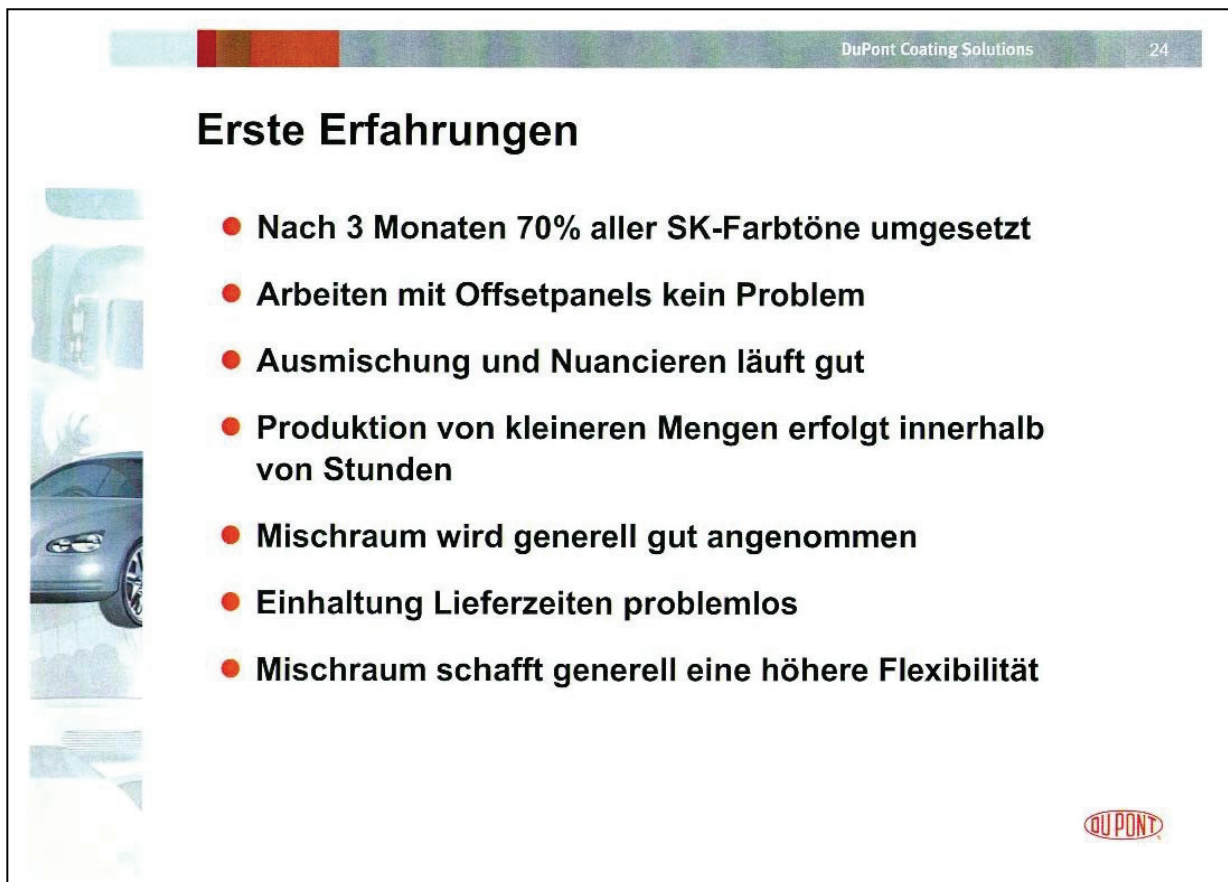 DuPont Coating Solutions 24
Erste Erfahrungen
Nach 3 Monaten 70% aller SK-Farbtöne umgesetzt
Arbeiten mit Offsetpanels kein Problem
Ausmischung und Nuancieren läuft gut
Produktion von kleineren Mengen erfolgt innerhalb
von Stunden
Mischraum wird generell gut angenommen
Einhaltung Lieferzeiten problemlos
Mischraum schafft generell eine höhere Flexibilität
DU PONT